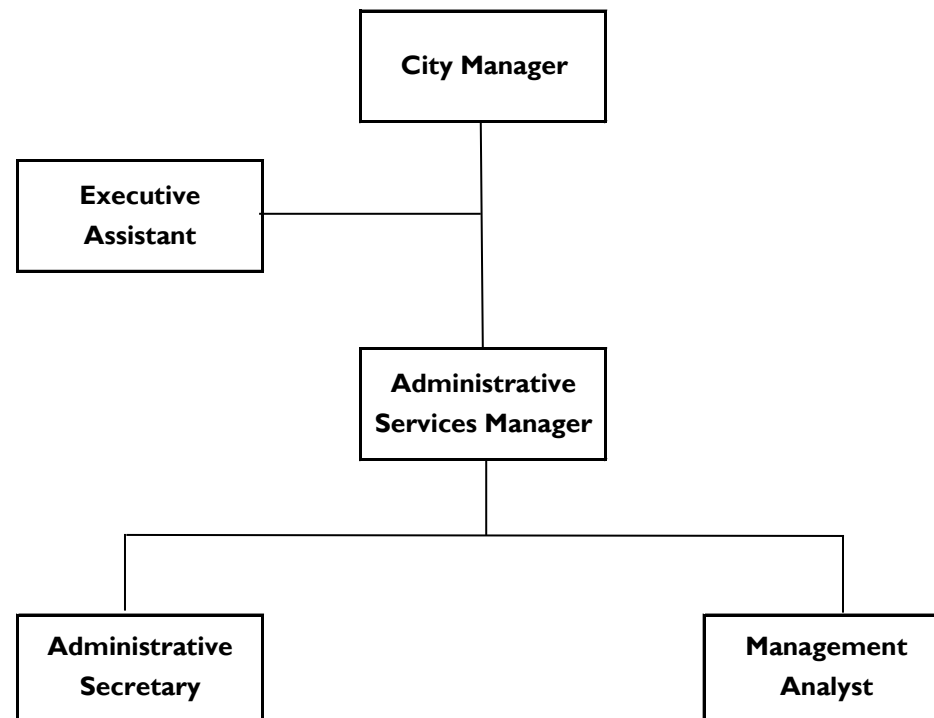 City Manager
Executive
Assistant
Administrative
Services Manager
Administrative
Secretary
Management
Analyst